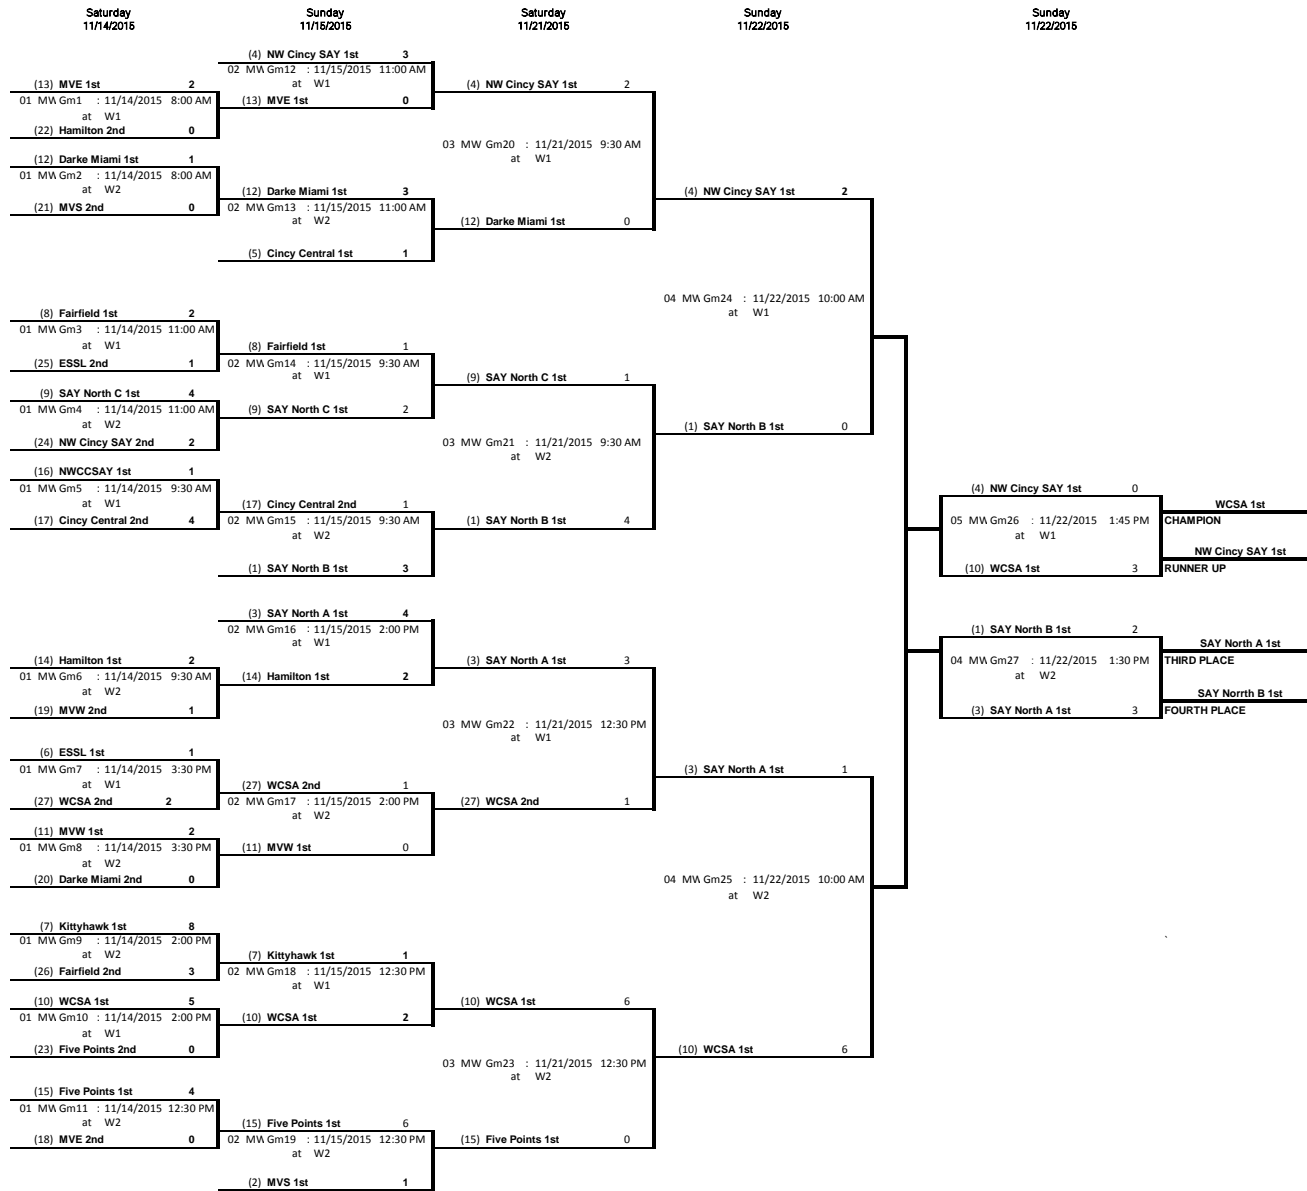 Saturday
11/14/2015
Sunday
11/15/2015
Saturday
11/21/2015
Sunday
11/22/2015
Sunday
11/22/2015
(4) NW Cincy SAY 1st 3
02 MW Gm12 : 11/15/2015 11:00 AM
at W1
(13) MVE 1st 0
(13) MVE 1st 2
01 MW Gm1 : 11/14/2015 8:00 AM
at W1
(22) Hamilton 2nd 0
(12) Darke Miami 1st 1
01 MW Gm2 : 11/14/2015 8:00 AM
at W2
(21) MVS 2nd 0
(12) Darke Miami 1st 3
02 MW Gm13 : 11/15/2015 11:00 AM
at W2
(5) Cincy Central 1st 1
(4) NW Cincy SAY 1st 2
03 MW Gm20 : 11/21/2015 9:30 AM
at W1
(12) Darke Miami 1st 0
(4) NW Cincy SAY 1st 2
04 MW Gm24 : 11/22/2015 10:00 AM
at W1
(1) SAY North B 1st 0
(8) Fairfield 1st 2
01 MW Gm3 : 11/14/2015 11:00 AM
at W1
(25) ESSL 2nd 1
(9) SAY North C 1st 4
01 MW Gm4 : 11/14/2015 11:00 AM
at W2
(24) NW Cincy SAY 2nd 2
(16) NWCCSAY 1st 1
01 MW Gm5 : 11/14/2015 9:30 AM
at W1
(17) Cincy Central 2nd 4
(8) Fairfield 1st 1
02 MW Gm14 : 11/15/2015 9:30 AM
at W1
(9) SAY North C 1st 2
(17) Cincy Central 2nd 1
02 MW Gm15 : 11/15/2015 9:30 AM
at W2
(1) SAY North B 1st 3
(9) SAY North C 1st 1
03 MW Gm21 : 11/21/2015 9:30 AM
at W2
(1) SAY North B 1st 4
(4) NW Cincy SAY 1st 0
05 MW Gm26 : 11/22/2015 1:45 PM
at W1
(10) WCSA 1st 3
WCSA 1st
CHAMPION
NW Cincy SAY 1st
RUNNER UP
(1) SAY North B 1st 2
04 MW Gm27 : 11/22/2015 1:30 PM
at W2
(3) SAY North A 1st 3
SAY North A 1st
THIRD PLACE
SAY Norrth B 1st
FOURTH PLACE
(3) SAY North A 1st 4
02 MW Gm16 : 11/15/2015 2:00 PM
at W1
(14) Hamilton 1st 2
(14) Hamilton 1st 2
01 MW Gm6 : 11/14/2015 9:30 AM
at W2
(19) MVW 2nd 1
(6) ESSL 1st 1
01 MW Gm7 : 11/14/2015 3:30 PM
at W1
(27) WCSA 2nd 2
(11) MVW 1st 2
01 MW Gm8 : 11/14/2015 3:30 PM
at W2
(20) Darke Miami 2nd 0
(27) WCSA 2nd 1
02 MW Gm17 : 11/15/2015 2:00 PM
at W2
(11) MVW 1st 0
(3) SAY North A 1st 3
03 MW Gm22 : 11/21/2015 12:30 PM
at W1
(27) WCSA 2nd 1
(3) SAY North A 1st 1
04 MW Gm25 : 11/22/2015 10:00 AM
at W2
(10) WCSA 1st 6
(7) Kittyhawk 1st 8
01 MW Gm9 : 11/14/2015 2:00 PM
at W2
(26) Fairfield 2nd 3
(10) WCSA 1st 5
01 MW Gm10 : 11/14/2015 2:00 PM
at W1
(23) Five Points 2nd 0
(15) Five Points 1st 4
01 MW Gm11 : 11/14/2015 12:30 PM
at W2
(18) MVE 2nd 0
(7) Kittyhawk 1st 1
02 MW Gm18 : 11/15/2015 12:30 PM
at W1
(10) WCSA 1st 2
(15) Five Points 1st 6
02 MW Gm19 : 11/15/2015 12:30 PM
at W2
(2) MVS 1st 1
(10) WCSA 1st 6
03 MW Gm23 : 11/21/2015 12:30 PM
at W2
(15) Five Points 1st 0
`